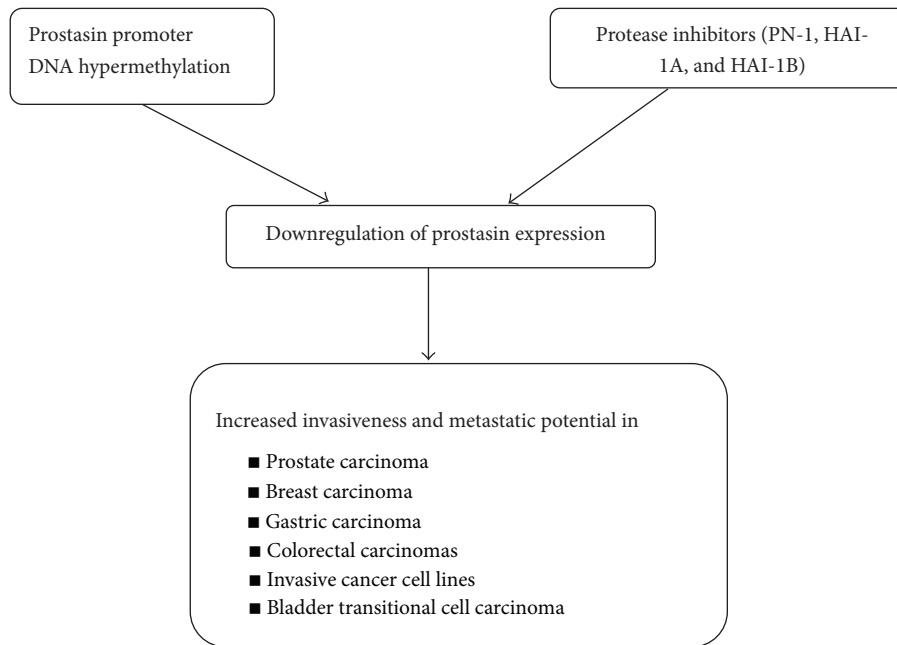 Prostasin promoter
DNA hypermethylation
Protease inhibitors (PN-1, HAI-
1A, and HAI-1B)
Downregulation of prostasin expression
Increased invasiveness and metastatic potential in
■ Prostate carcinoma
■ Breast carcinoma
■ Gastric carcinoma
■ Colorectal carcinomas
■ Invasive cancer cell lines
■ Bladder transitional cell carcinoma